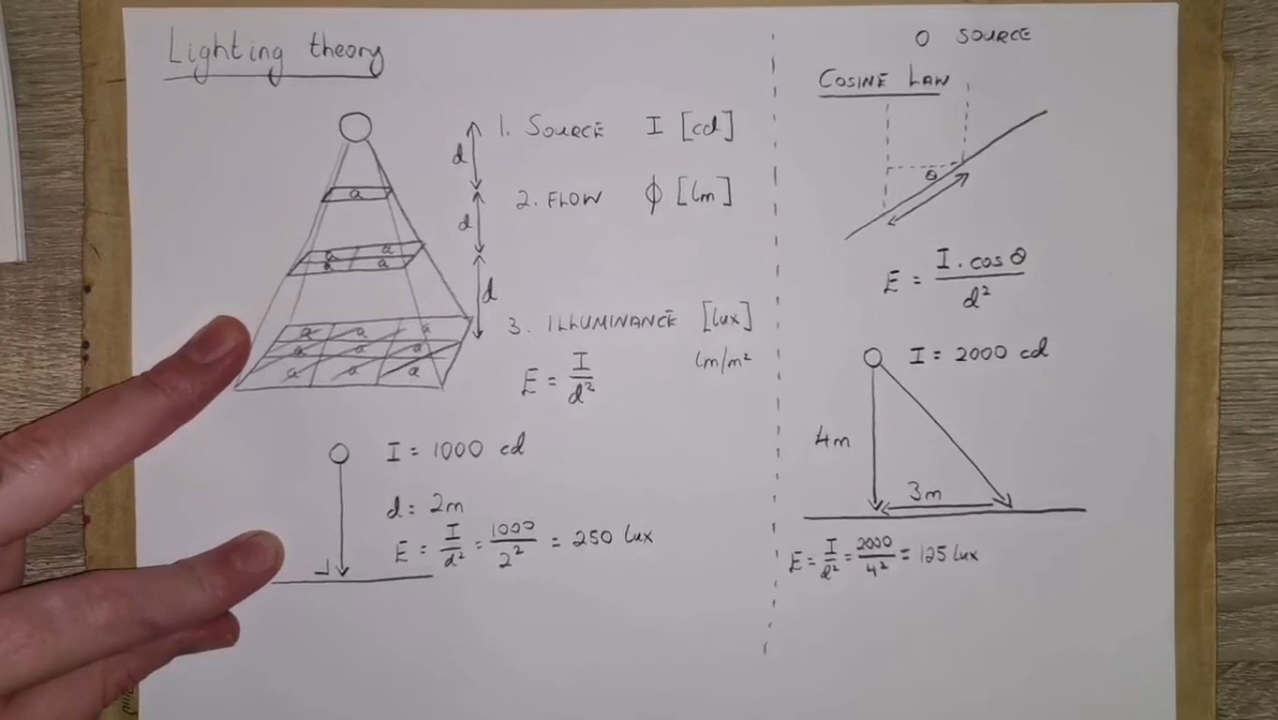 Lighting theory
1. SOURCE I [cd]
d
a
2. FLOW ϕ [lm]
d
a a
a a
d
3. ILLUMINANCE [lux]
lm/m²
a a a
a a a
a a a
E = I/d²
I = 1000 cd
d = 2m
E = I/d² = 1000/2² = 250 lux
O SOURCE
COSINE LAW
θ
E = I . cos θ/d²
I = 2000 cd
4m
3m
E = I/d² = 2000/4² = 125 lux